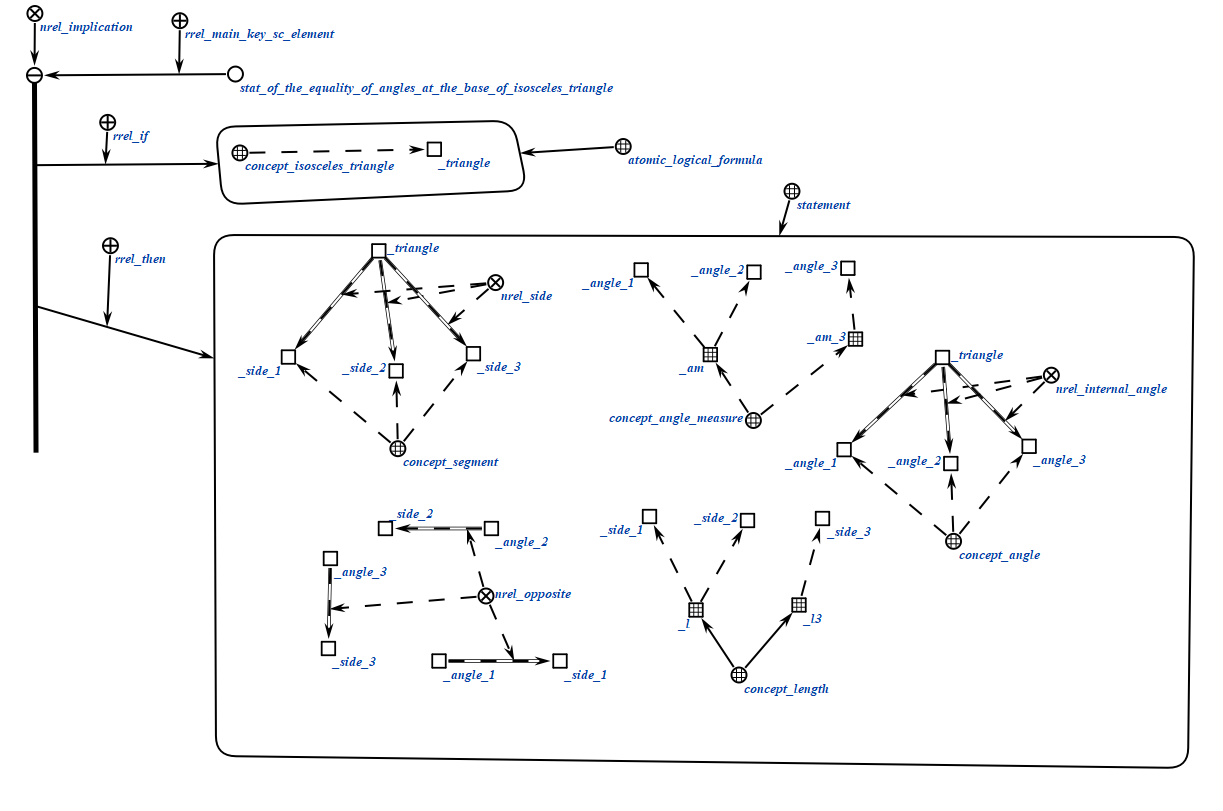 nrel_implication
rrel_main_key_sc_element
stat_of_the_equality_of_angles_at_the_base_of_isosceles_triangle
rrel_if
concept_isosceles_triangle
_triangle
atomic_logical_formula
statement
rrel_then
_triangle
nrel_side
_side_1
_side_2
_side_3
concept_segment
_angle_1
_angle_2
_angle_3
_am
_am_3
concept_angle_measure
_triangle
nrel_internal_angle
_angle_1
_angle_2
_angle_3
concept_angle
_side_2
_angle_2
_angle_3
nrel_opposite
_side_3
_angle_1
_side_1
_side_1
_side_2
_side_3
_l
_l3
concept_length